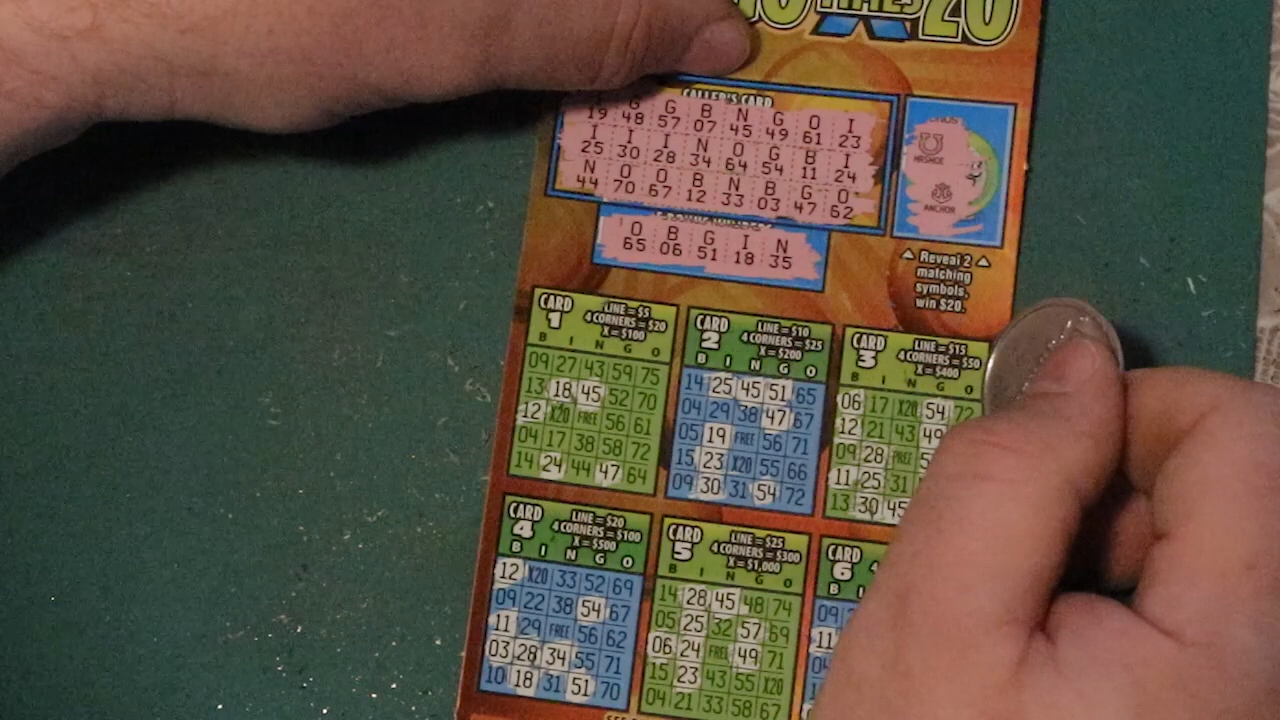 TIMES
X 20
CALLER'S CARD
G G B N G O I
19 48 57 07 45 49 61 23
I I I N O G B I
25 30 28 34 64 54 11 24
N O O B N B G O
44 70 67 12 33 03 47 62
O B G I N
65 06 51 18 35
HRSHOE
ANCHOR
Reveal 2
matching
symbols,
win $20.
CARD 1
LINE = $5
4 CORNERS = $20
X = $100
B I N G O
09 27 43 59 75
13 18 45 52 70
12 X20 FREE 56 61
04 17 38 58 72
14 24 44 47 64
CARD 2
LINE = $10
4 CORNERS = $25
X = $200
B I N G O
14 25 45 51 65
04 29 38 47 67
05 19 FREE 56 71
15 23 X20 55 66
09 30 31 54 72
CARD 3
LINE = $15
4 CORNERS = $50
X = $400
B I N G O
06 17 X20 54 72
12 21 43 49
09 28 FREE
11 25 31
13 30 45
CARD 4
LINE = $20
4 CORNERS = $100
X = $500
B I N G O
12 X20 33 52 69
09 22 38 54 67
11 29 FREE 56 62
03 28 34 55 71
10 18 31 51 70
CARD 5
LINE = $25
4 CORNERS = $300
X = $1,000
B I N G O
14 28 45 48 74
05 25 32 57 69
06 24 FREE 49 71
15 23 43 55 X20
04 21 33 58 67
CARD 6
B
09
11
04